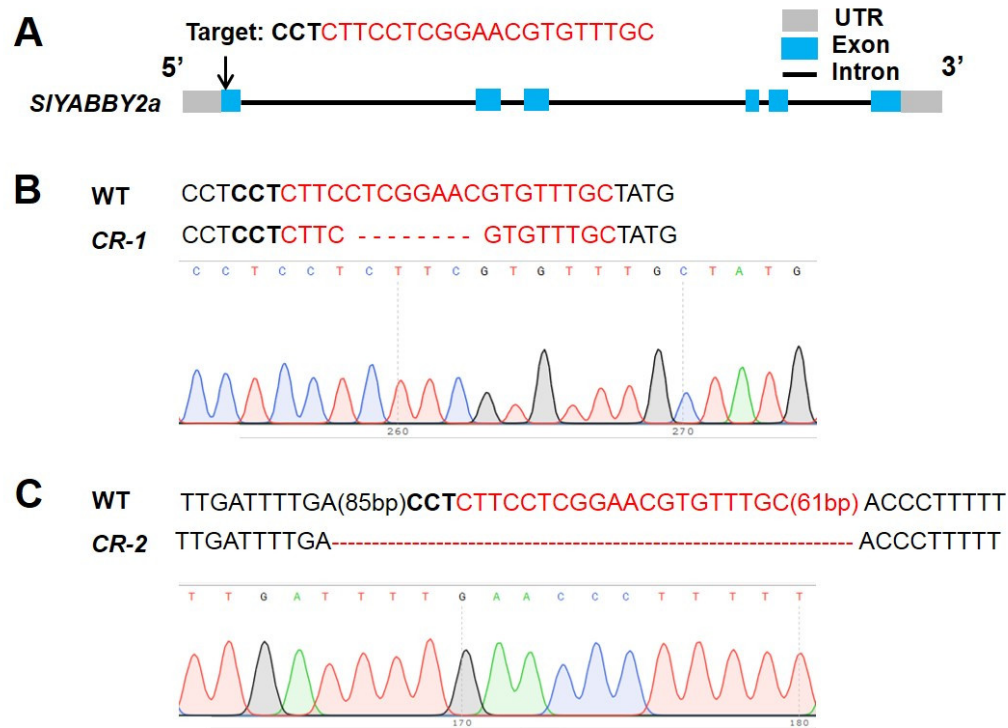 A
Target: CCTCTTCCTCGGAACGTGTTTGC
UTR
Exon
Intron
5’
3’
SlYABBY2a
B
WT
CCTCCTCTTCCTCGGAACGTGTTTGCTATG
CR-1
CCTCCTCTTC - - - - - - - - GTGTTTGCTATG
C C T C C T C T T C G T G T T T G C T A T G
260
270
C
WT
TTGATTTTGA(85bp)CCTCTTCCTCGGAACGTGTTTGC(61bp)ACCCTTTTT
CR-2
TTGATTTTGA--------------------------------------------------ACCCTTTTT
T T G A T T T T G A A C C C T T T T T
170
180